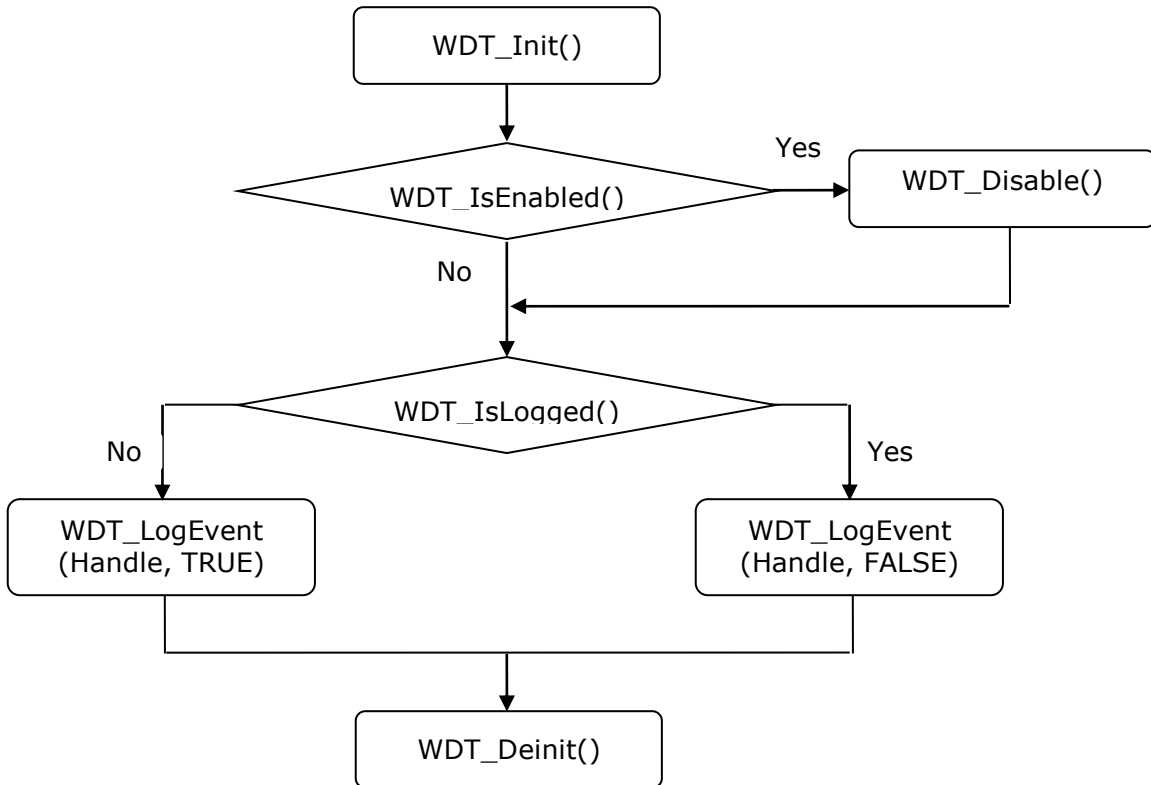 WDT_Init()
Yes
WDT_Disable()
WDT_IsEnabled()
No
WDT_IsLogged()
No
Yes
WDT_LogEvent
(Handle, TRUE)
WDT_LogEvent
(Handle, FALSE)
WDT_Deinit()